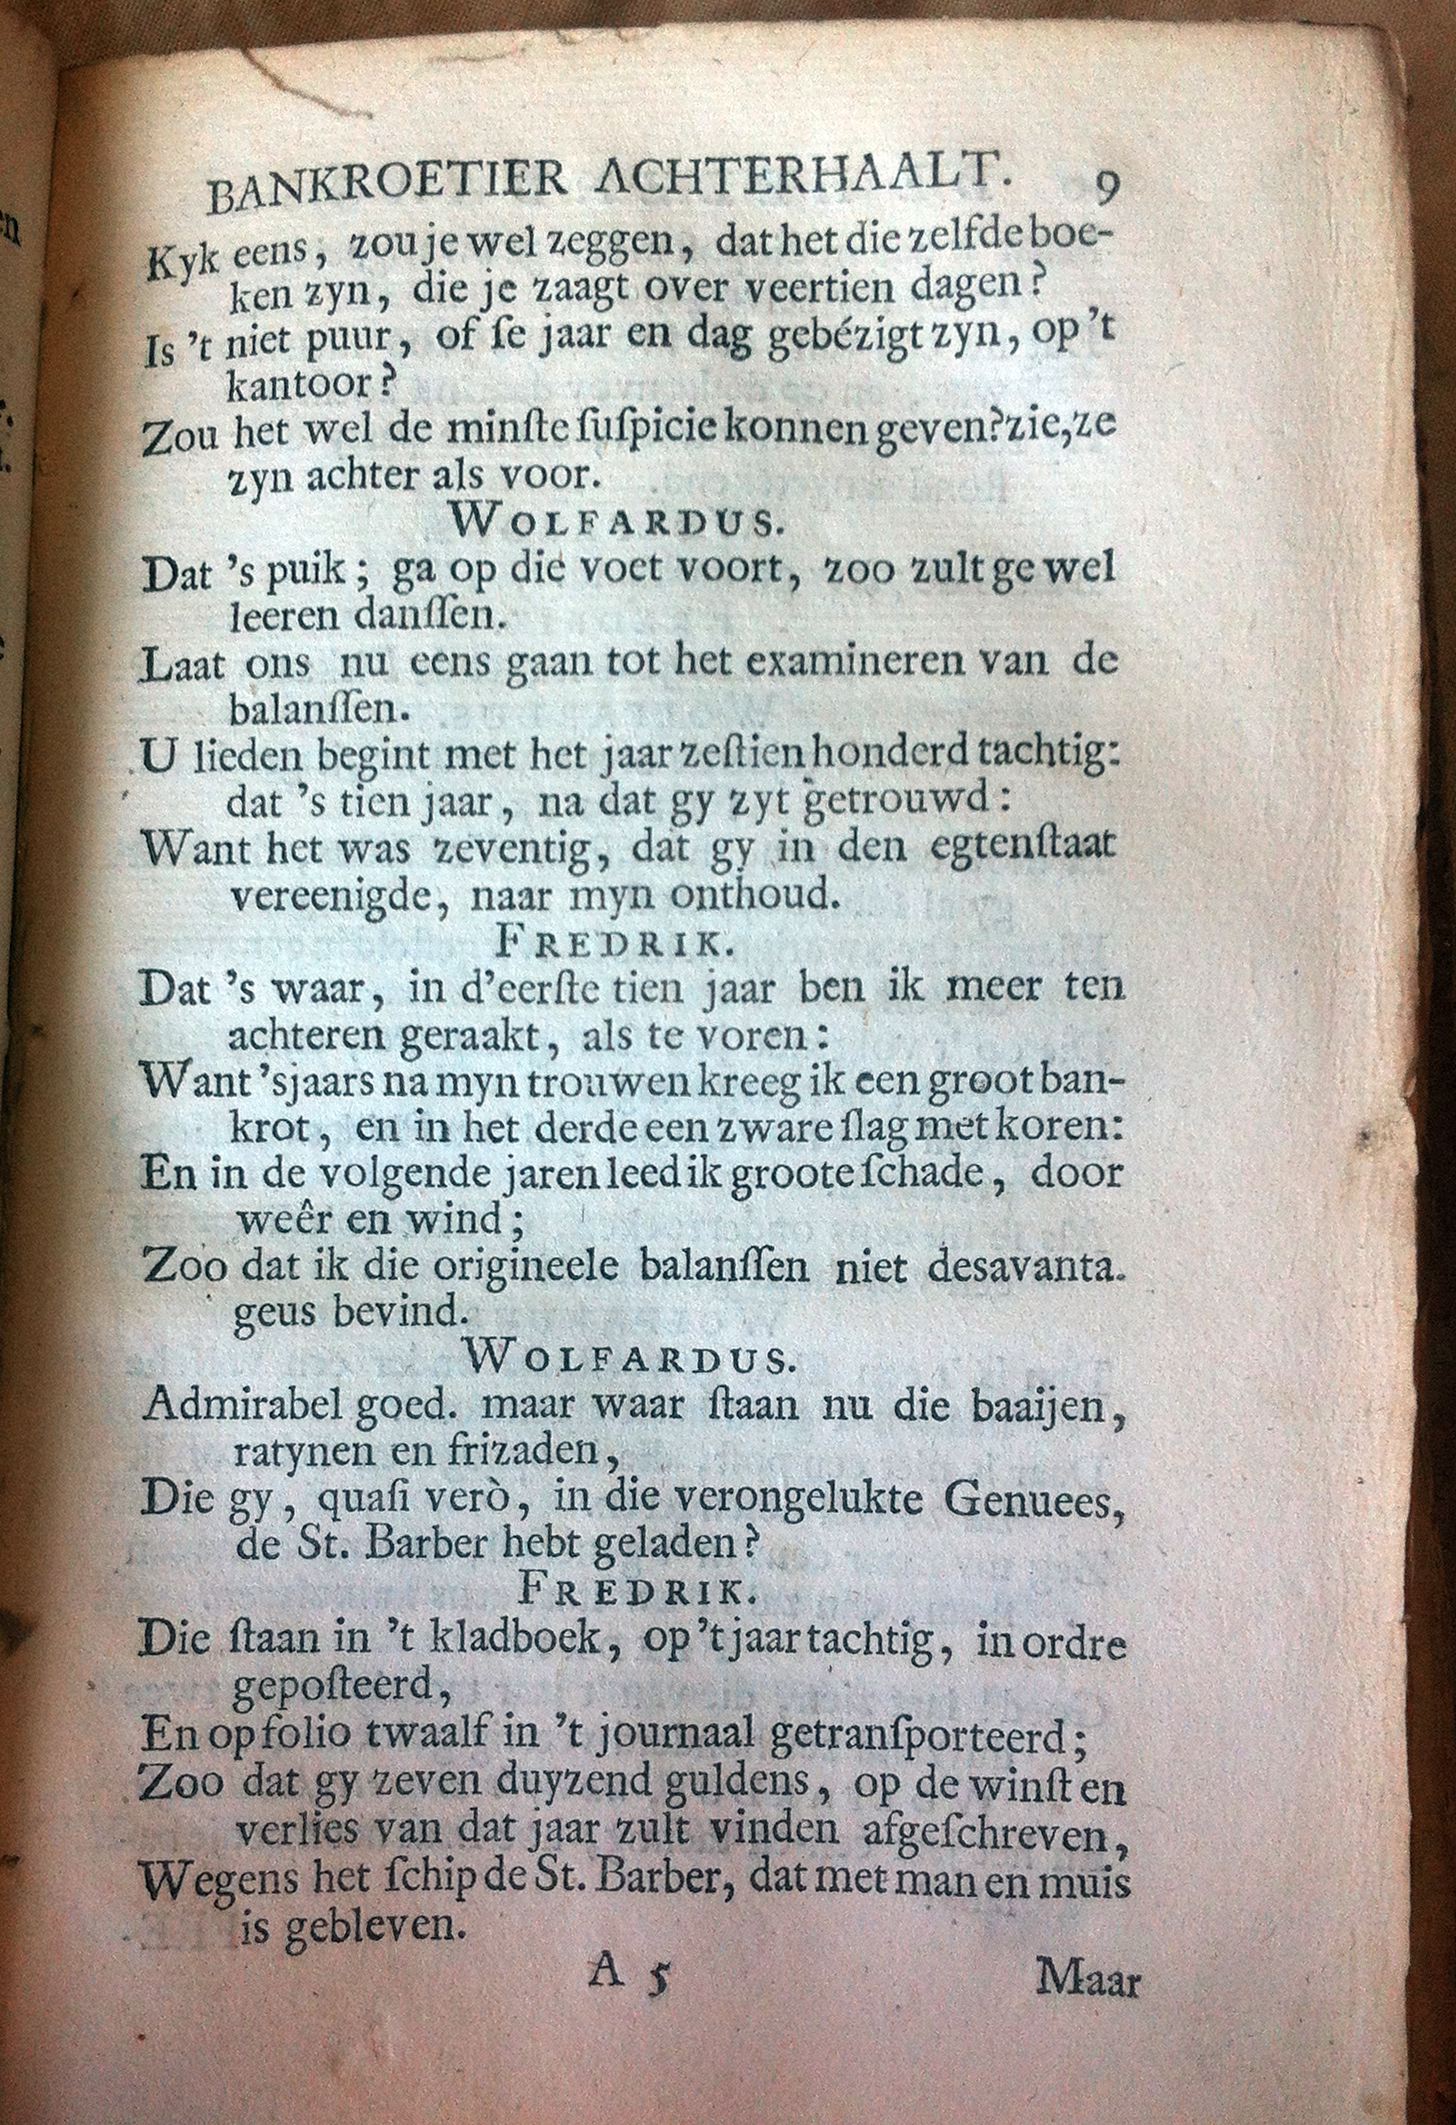 BANKROETIER ACHTERHAALT. 9
Kyk eens, zou je wel zeggen, dat het die zelfde boe-
ken zyn, die je zaagt over veertien dagen?
Is 't niet puur, of ſe jaar en dag gebézigt zyn, op 't
kantoor?
Zou het wel de minſte ſuſpicie konnen geven? zie, ze
zyn achter als voor.
WOLFARDUS.
Dat 's puik; ga op die voet voort, zoo zult ge wel
leeren danſſen.
Laat ons nu eens gaan tot het examineren van de
balanſſen.
U lieden begint met het jaar zeſtien honderd tachtig:
dat 's tien jaar, na dat gy zyt getrouwd:
Want het was zeventig, dat gy in den egtenſtaat
vereenigde, naar myn onthoud.
FREDRIK.
Dat 's waar, in d'eerſte tien jaar ben ik meer ten
achteren geraakt, als te voren:
Want 'sjaars na myn trouwen kreeg ik een groot ban-
krot, en in het derde een zware ſlag met koren:
En in de volgende jaren leed ik groote ſchade, door
weêr en wind;
Zoo dat ik die origineele balanſſen niet desavanta.
geus bevind.
WOLFARDUS.
Admirabel goed. maar waar ſtaan nu die baaijen,
ratynen en frizaden,
Die gy, quaſi verò, in die verongelukte Genuees,
de St. Barber hebt geladen?
FREDRIK.
Die ſtaan in 't kladboek, op 't jaar tachtig, in ordre
gepoſteerd,
En op folio twaalf in 't journaal getranſporteerd;
Zoo dat gy zeven duyzend guldens, op de winſt en
verlies van dat jaar zult vinden afgeſchreven,
Wegens het ſchip de St. Barber, dat met man en muis
is gebleven.
A 5 Maar